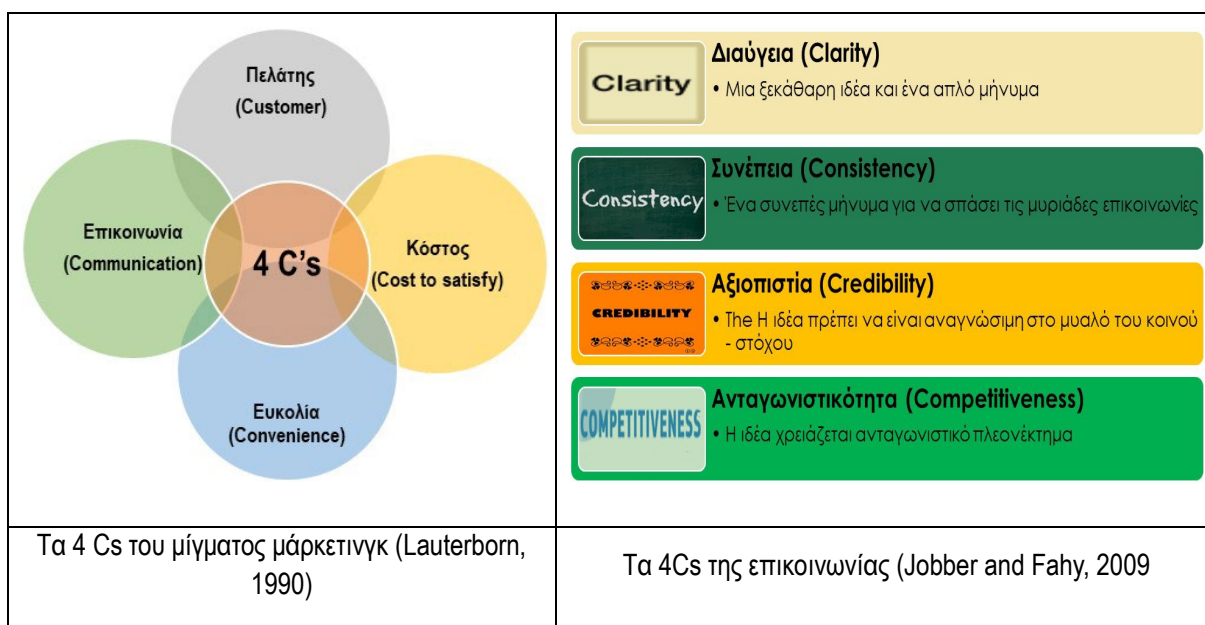 Πελάτης
(Customer)
Επικοινωνία
(Communication)
4 C’s
Κόστος
(Cost to satisfy)
Ευκολία
(Convenience)
Clarity
Διαύγεια (Clarity)
• Μια ξεκάθαρη ιδέα και ένα απλό μήνυμα
Consistency
Συνέπεια (Consistency)
• Ένα συνεπές μήνυμα για να σπάσει τις μυριάδες επικοινωνίες
CREDIBILITY
Αξιοπιστία (Credibility)
• The Η ιδέα πρέπει να είναι αναγνώσιμη στο μυαλό του κοινού
- στόχου
COMPETITIVENESS
Ανταγωνιστικότητα (Competitiveness)
• Η ιδέα χρειάζεται ανταγωνιστικό πλεονέκτημα
Τα 4 Cs του μίγματος μάρκετινγκ (Lauterborn,
1990)
Τα 4Cs της επικοινωνίας (Jobber and Fahy, 2009